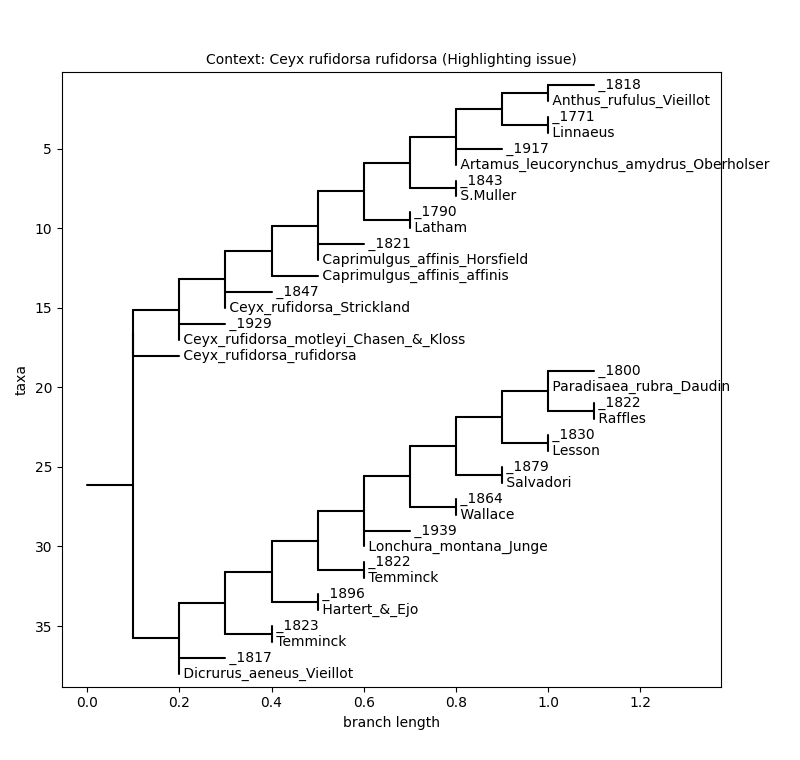 Context: Ceyx rufidorsa rufidorsa (Highlighting issue)
_1818
Anthus_rufulus_Vieillot
_1771
Linnaeus
5
_1917
Artamus_leucorynchus_amydrus_Oberholser
_1843
S.Muller
_1790
10
Latham
_1821
Caprimulgus_affinis_Horsfield
Caprimulgus_affinis_affinis
_1847
15
Ceyx_rufidorsa_Strickland
_1929
Ceyx_rufidorsa_motleyi_Chasen_&_Kloss
Ceyx_rufidorsa_rufidorsa
taxa
_1800
20
Paradisaea_rubra_Daudin
_1822
Raffles
_1830
Lesson
25
_1879
Salvadori
_1864
Wallace
_1939
30
Lonchura_montana_Junge
_1822
Temminck
_1896
Hartert_&_Ejo
35
_1823
Temminck
_1817
Dicrurus_aeneus_Vieillot
0.0 0.2 0.4 0.6 0.8 1.0 1.2
branch length